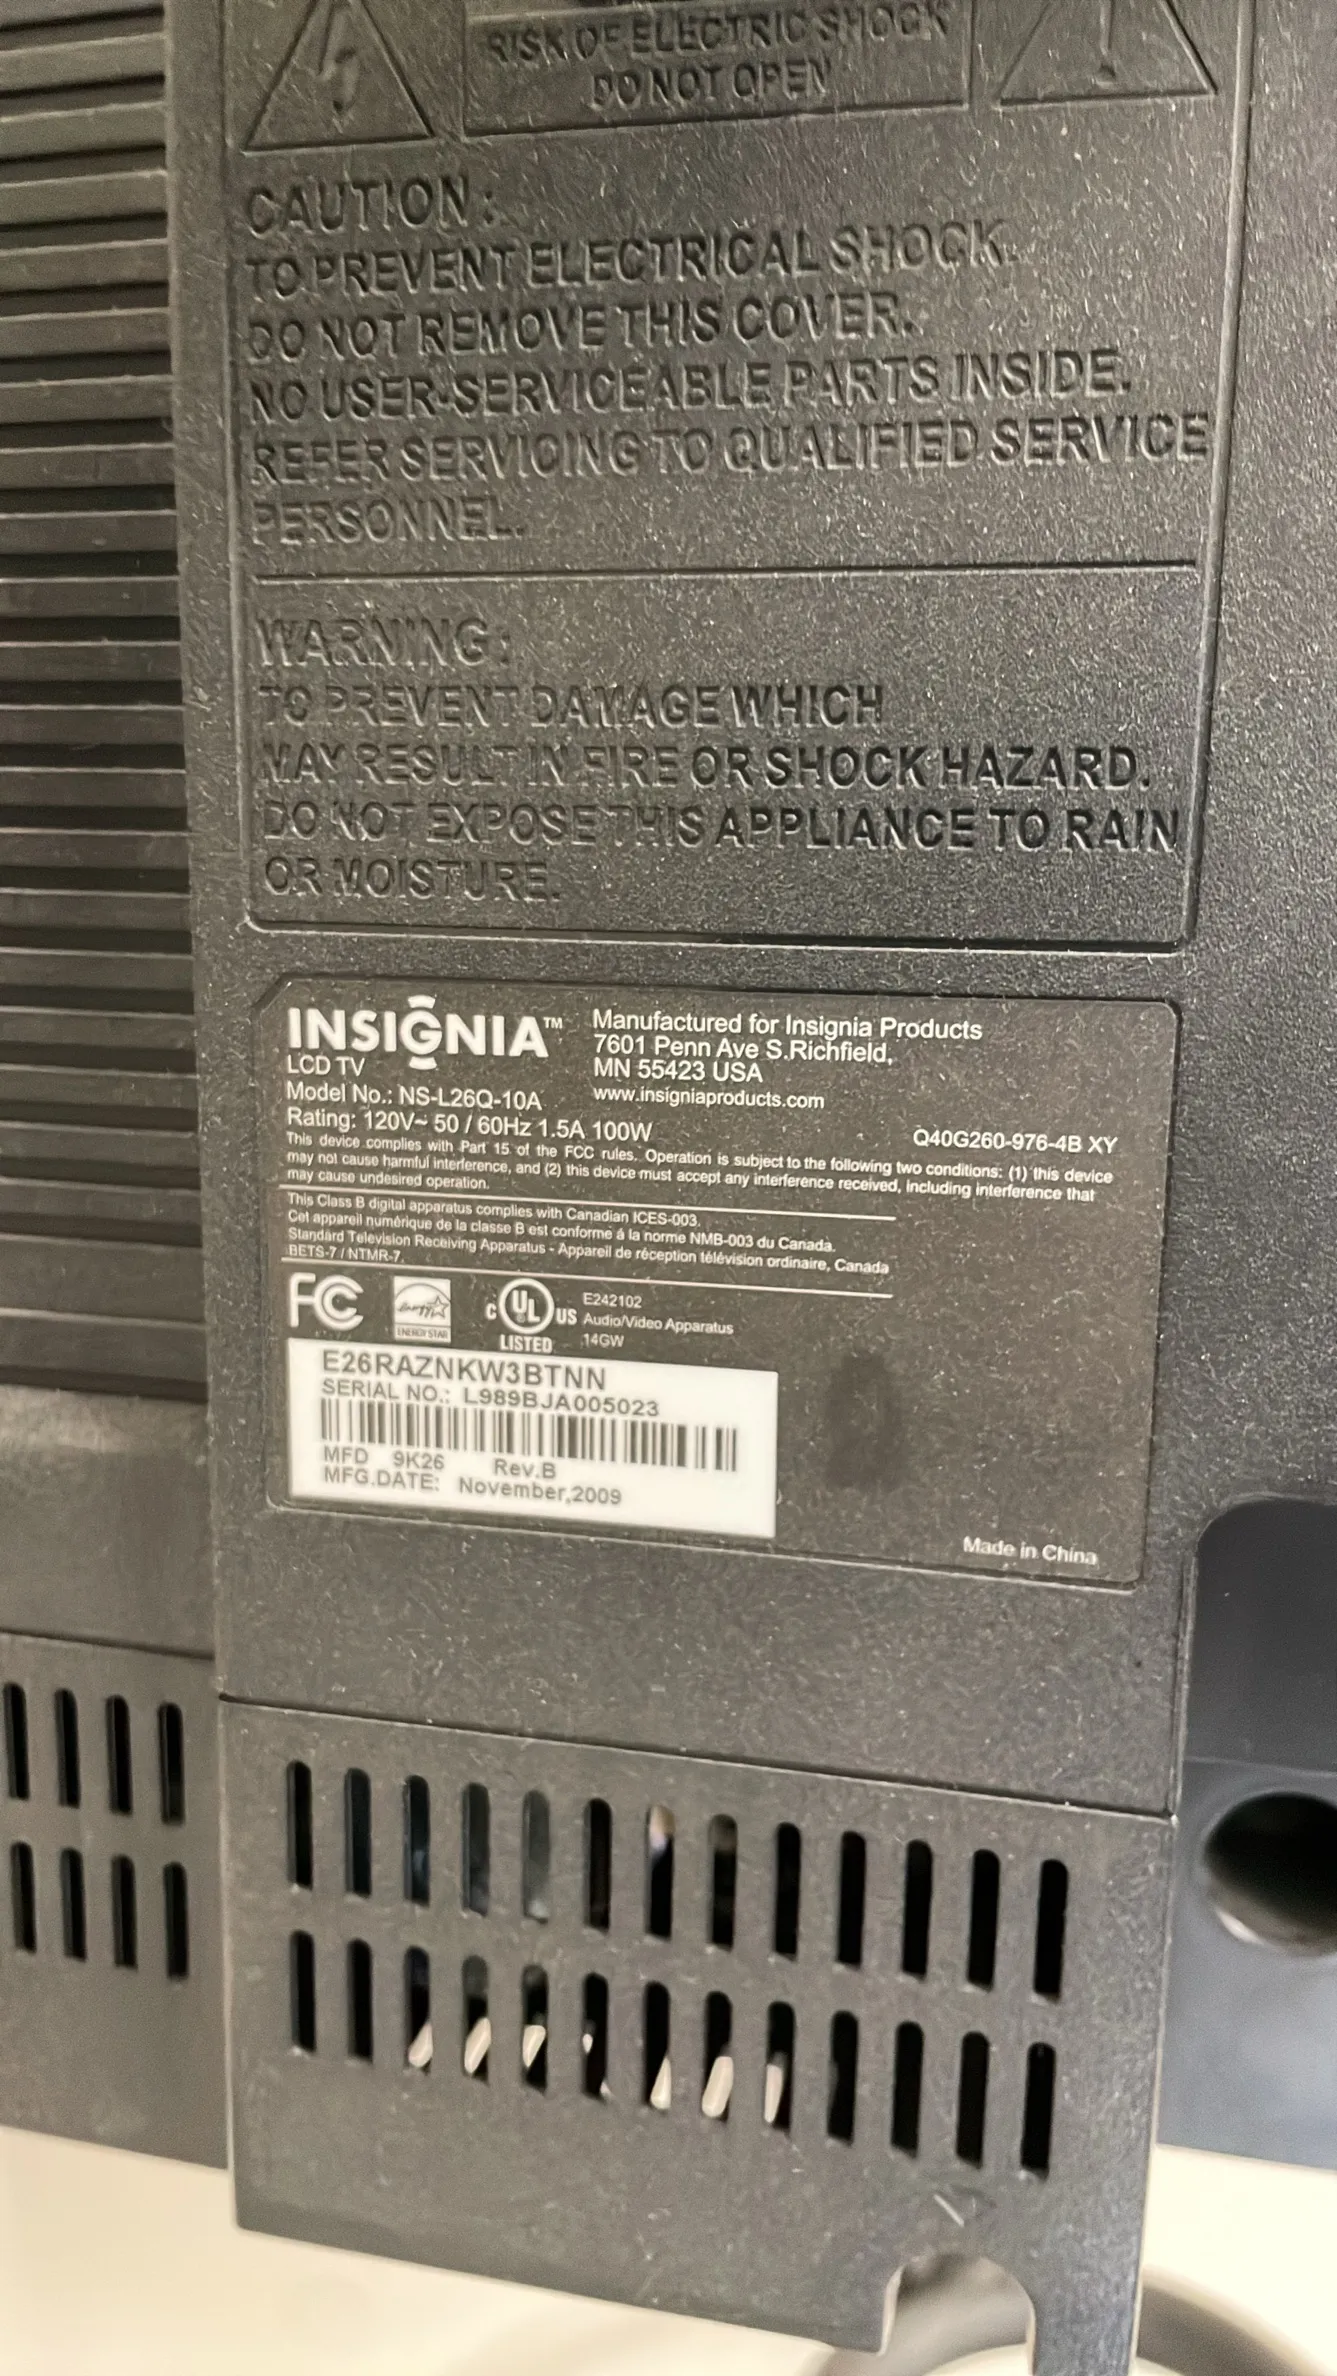 RISK OF ELECTRIC SHOCK
DO NOT OPEN
CAUTION:
TO PREVENT ELECTRICAL SHOCK.
DO NOT REMOVE THIS COVER.
NO USER-SERVICEABLE PARTS INSIDE.
REFER SERVICING TO QUALIFIED SERVICE
PERSONNEL.
WARNING:
TO PREVENT DAMAGE WHICH
MAY RESULT IN FIRE OR SHOCK HAZARD.
DO NOT EXPOSE THIS APPLIANCE TO RAIN
OR MOISTURE.
INSIGNIA™
LCD TV
Manufactured for Insignia Products
7601 Penn Ave S.Richfield,
MN 55423 USA
www.insigniaproducts.com
Model No.: NS-L26Q-10A
Rating: 120V~ 50 / 60Hz 1.5A 100W
Q40G260-976-4B XY
This device complies with Part 15 of the FCC rules. Operation is subject to the following two conditions: (1) this device
may not cause harmful interference, and (2) this device must accept any interference received, including interference that
may cause undesired operation.
This Class B digital apparatus complies with Canadian ICES-003.
Cet appareil numérique de la classe B est conforme à la norme NMB-003 du Canada.
Standard Television Receiving Apparatus - Appareil de réception télévision ordinaire, Canada
BETS-7 / NTMR-7.
FC
energy
ENERGY STAR
C UL US
LISTED
E242102
Audio/Video Apparatus
14GW
E26RAZNKW3BTNN
SERIAL NO.: L989BJA005023
MFD 9K26 Rev.B
MFG.DATE: November,2009
Made in China